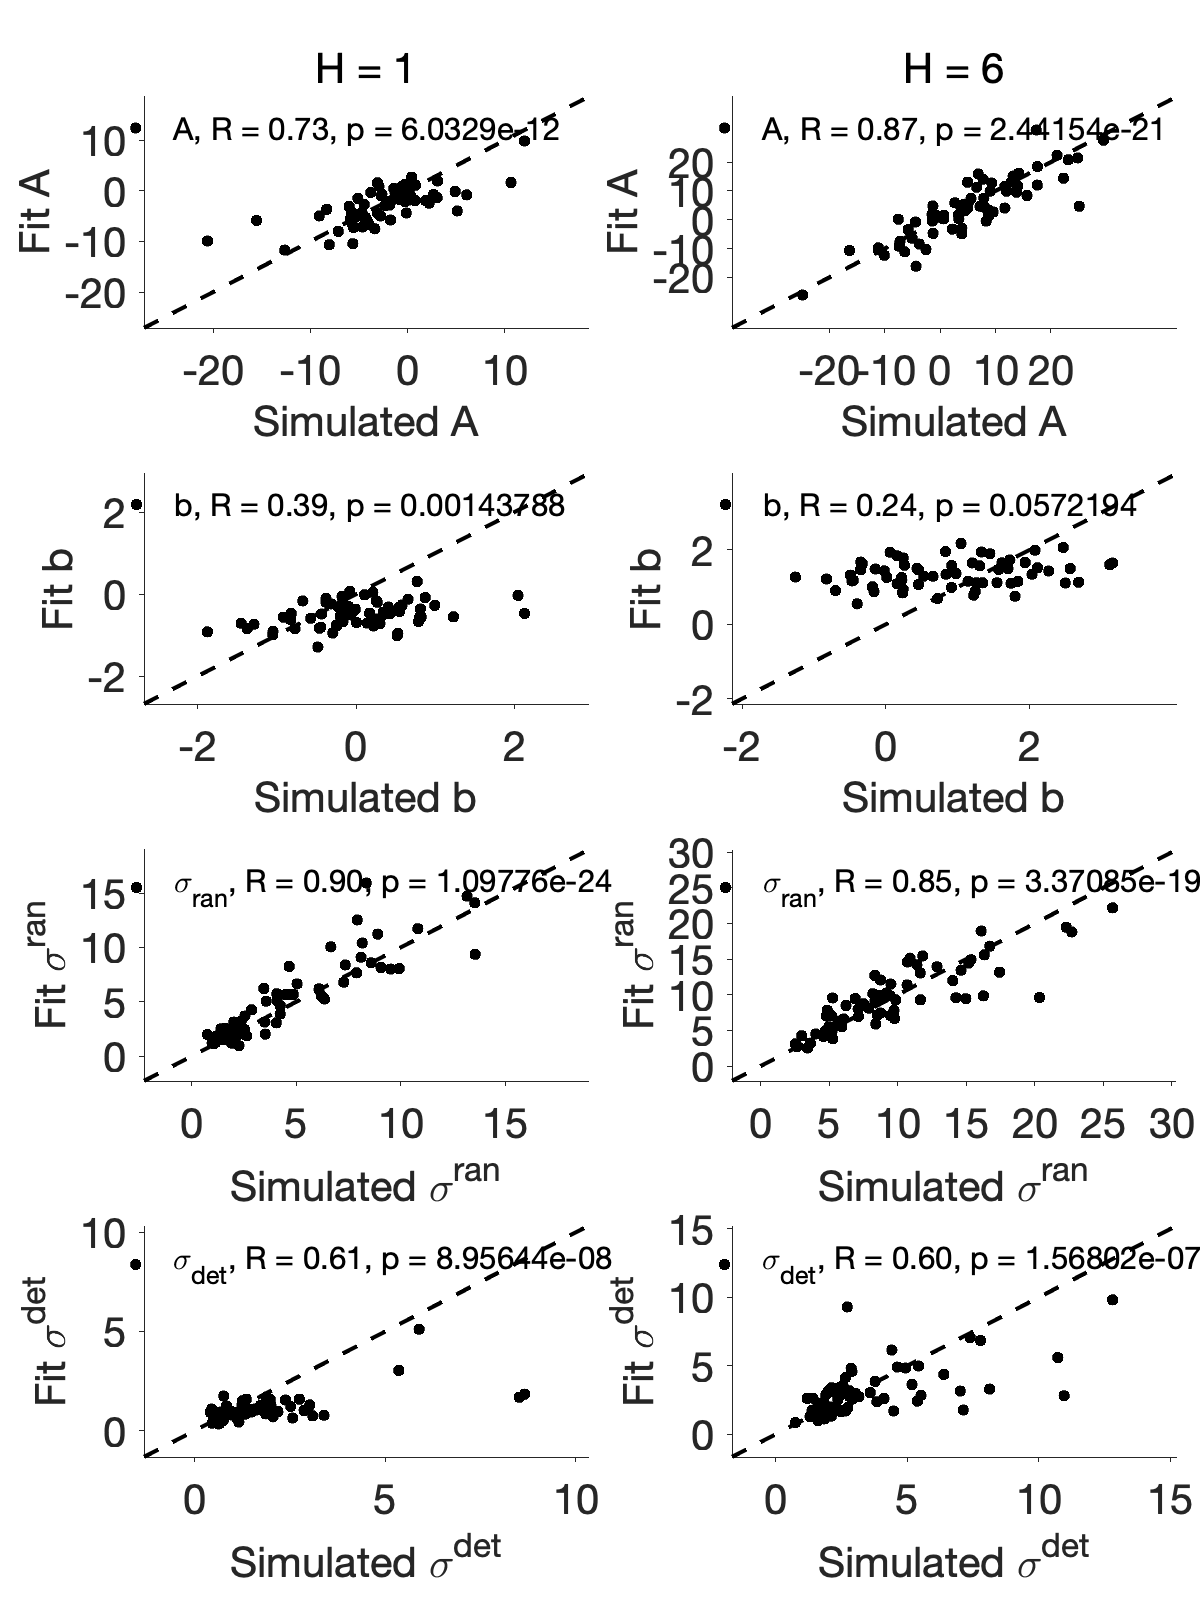 H = 1
H = 6
A, R = 0.73, p = 6.0329e-12
A, R = 0.87, p = 2.44154e-21
Fit A
10
0
-10
-20
-20 -10 0 10
Simulated A
Fit A
20
10
0
-10
-20
-20 -10 0 10 20
Simulated A
b, R = 0.39, p = 0.00143788
b, R = 0.24, p = 0.0572194
Fit b
2
0
-2
-2 0 2
Simulated b
Fit b
2
0
-2
-2 0 2
Simulated b
σran, R = 0.90, p = 1.09776e-24
σran, R = 0.85, p = 3.37085e-19
Fit σran
15
10
5
0
0 5 10 15
Simulated σran
Fit σran
30
25
20
15
10
5
0
0 5 10 15 20 25 30
Simulated σran
σdet, R = 0.61, p = 8.95644e-08
σdet, R = 0.60, p = 1.56802e-07
Fit σdet
10
5
0
0 5 10
Simulated σdet
Fit σdet
15
10
5
0
0 5 10 15
Simulated σdet